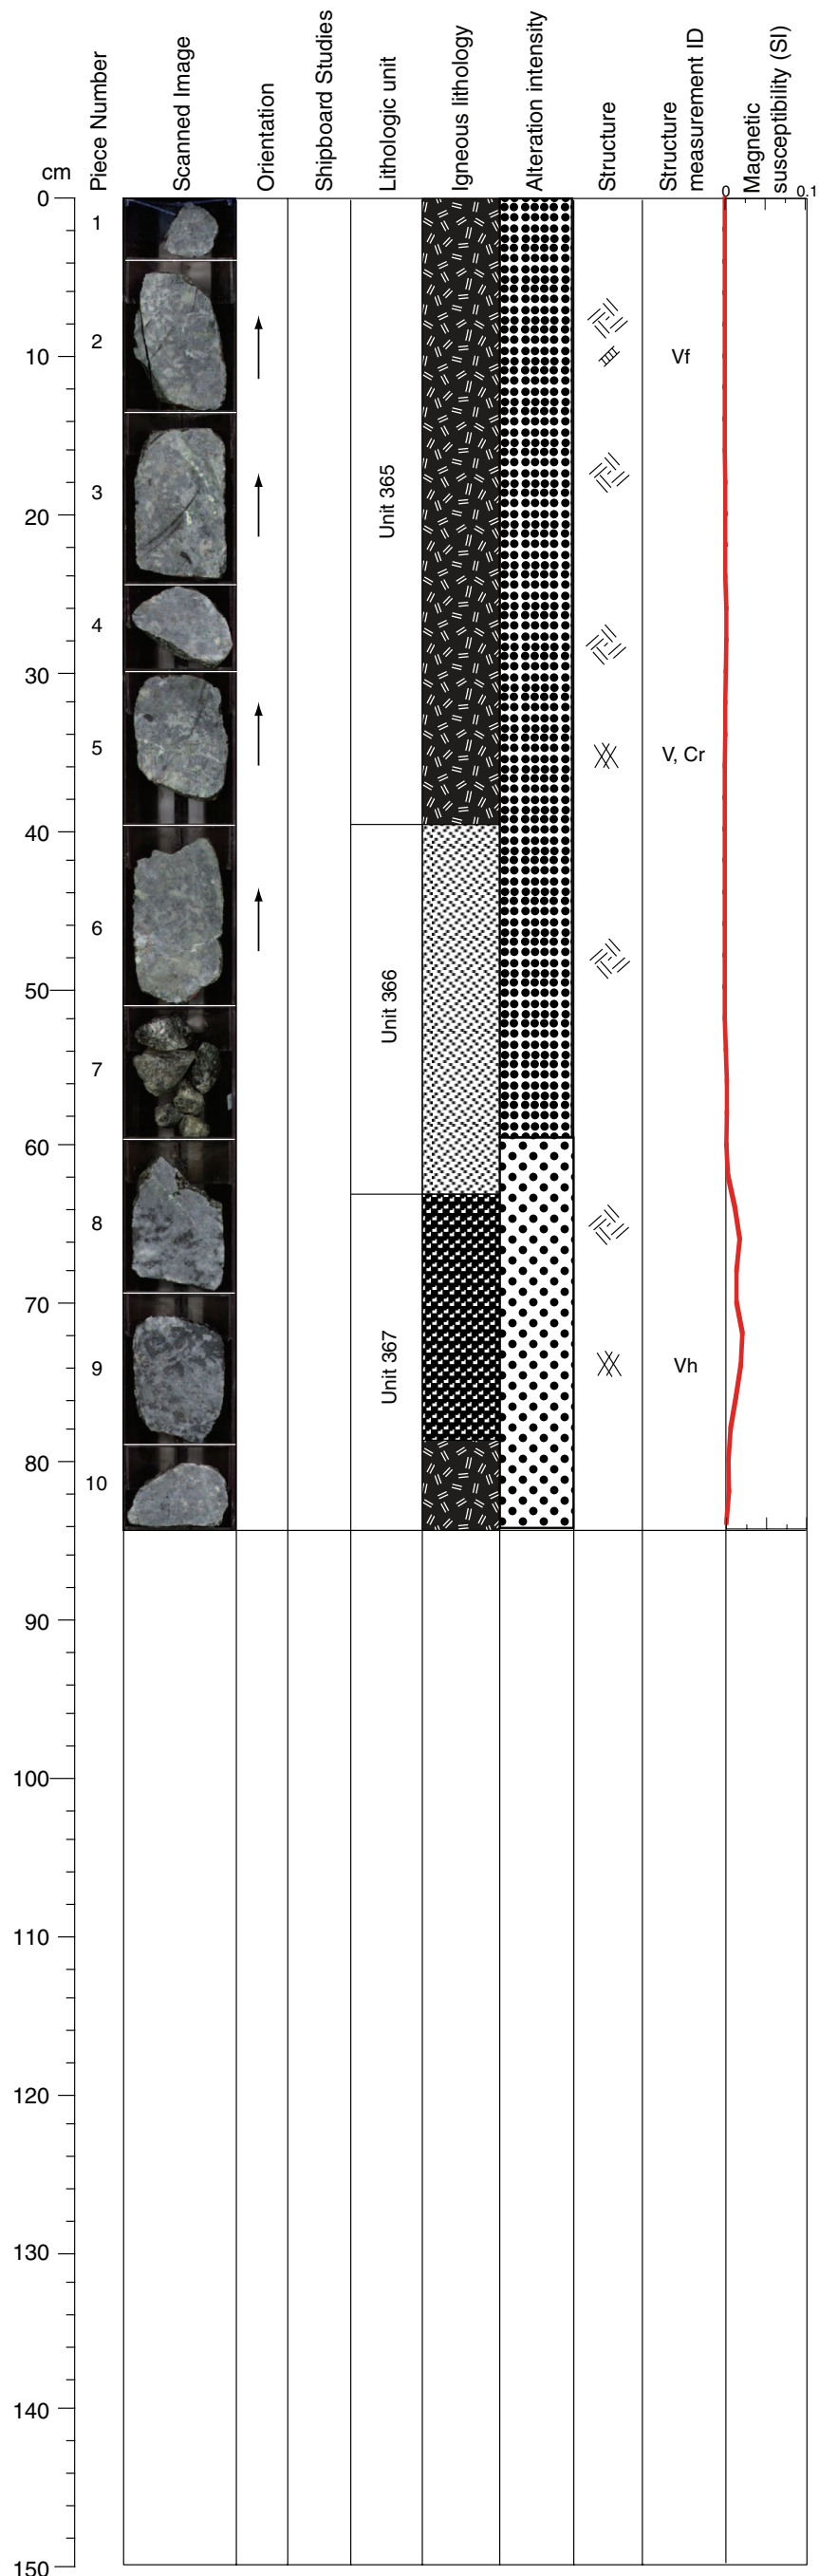 cm
Piece Number
Scanned Image
Orientation
Shipboard Studies
Lithologic unit
Igneous lithology
Alteration intensity
Structure
Structure
measurement ID
Magnetic
susceptibility (SI)
0
0.1
0
1
2
10
Vf
3
20
Unit 365
4
30
5
V, Cr
40
6
50
Unit 366
7
60
8
70
9
Unit 367
Vh
80
10
90
100
110
120
130
140
150